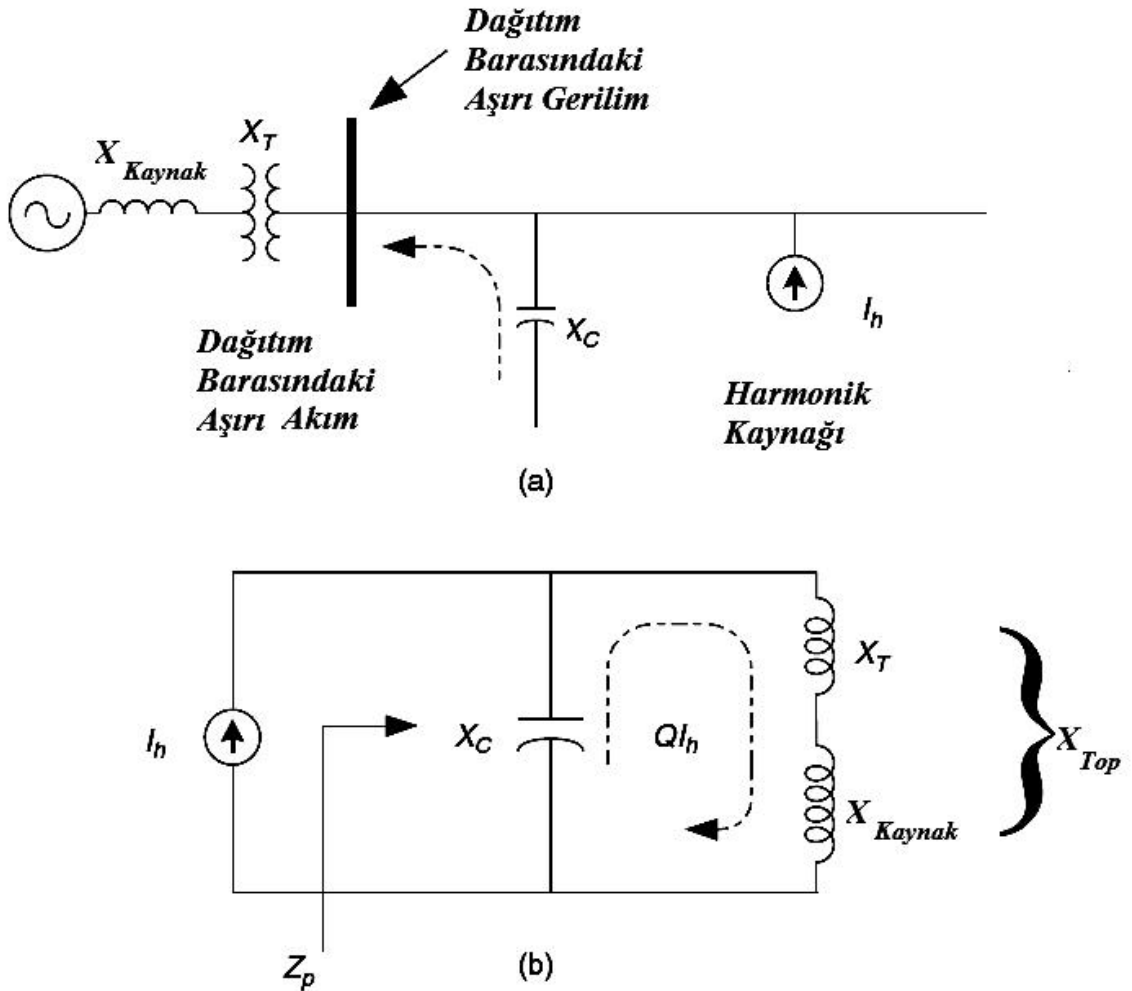 Dağıtım
Barasındaki
Aşırı Gerilim
X_T
X_Kaynak
X_C
I_h
Dağıtım
Barasındaki
Aşırı Akım
Harmonik
Kaynağı
(a)
X_T
I_h
X_C
QI_h
X_Top
X_Kaynak
Z_p
(b)